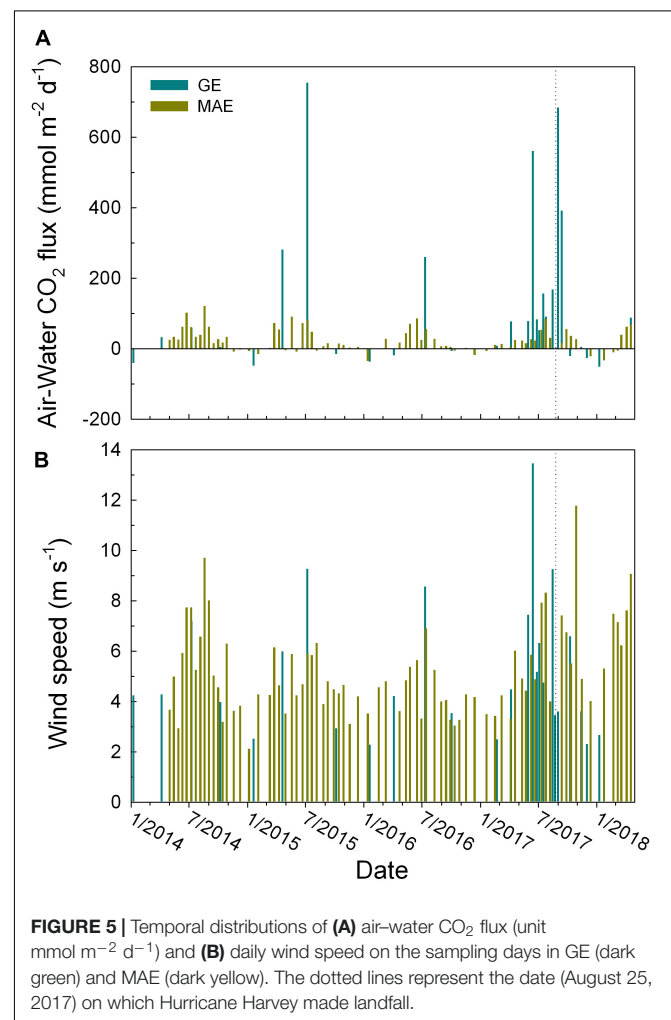 A
Air-Water CO₂ flux (mmol m⁻² d⁻¹)
800
600
400
200
0
-200
GE
MAE
B
Wind speed (m s⁻¹)
14
12
10
8
6
4
2
0
1/2014
7/2014
1/2015
7/2015
1/2016
7/2016
1/2017
7/2017
1/2018
Date
FIGURE 5 | Temporal distributions of (A) air–water CO₂ flux (unit
mmol m⁻² d⁻¹) and (B) daily wind speed on the sampling days in GE (dark
green) and MAE (dark yellow). The dotted lines represent the date (August 25,
2017) on which Hurricane Harvey made landfall.